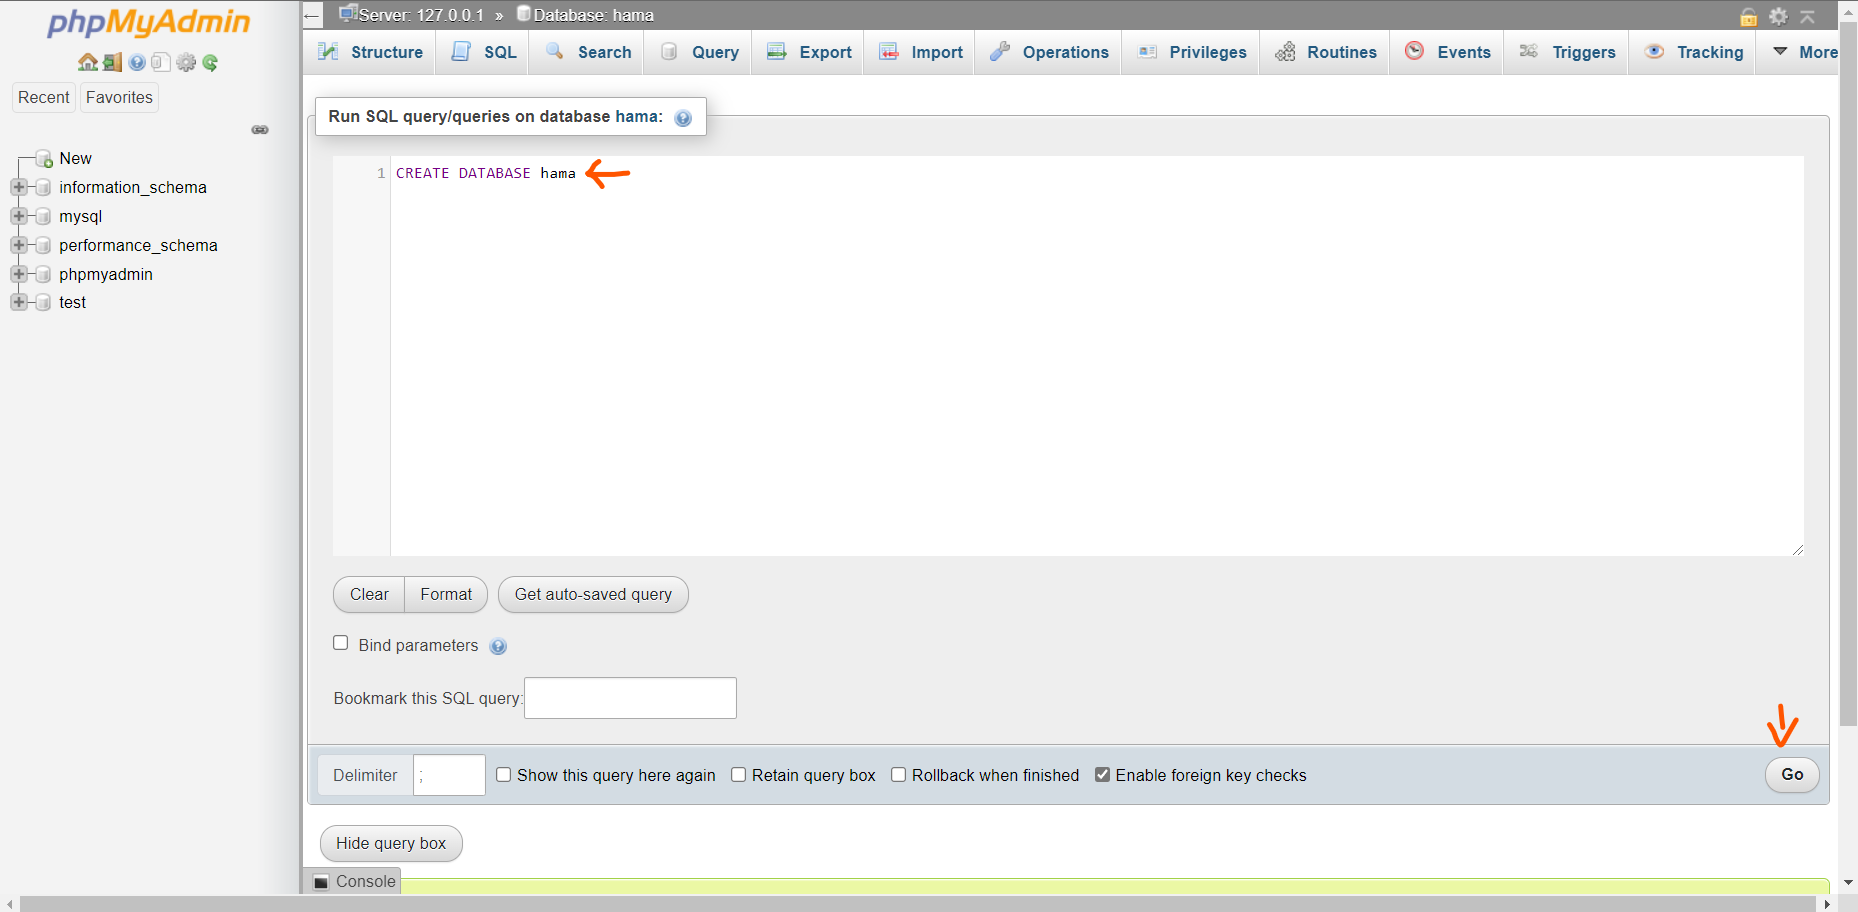 phpMyAdmin
Recent
Favorites
New
information_schema
mysql
performance_schema
phpmyadmin
test
Server: 127.0.0.1 » Database: hama
Structure
SQL
Search
Query
Export
Import
Operations
Privileges
Routines
Events
Triggers
Tracking
More
Run SQL query/queries on database hama:
1 CREATE DATABASE hama
Clear
Format
Get auto-saved query
Bind parameters
Bookmark this SQL query:
Delimiter ;
Show this query here again
Retain query box
Rollback when finished
Enable foreign key checks
Go
Hide query box
Console